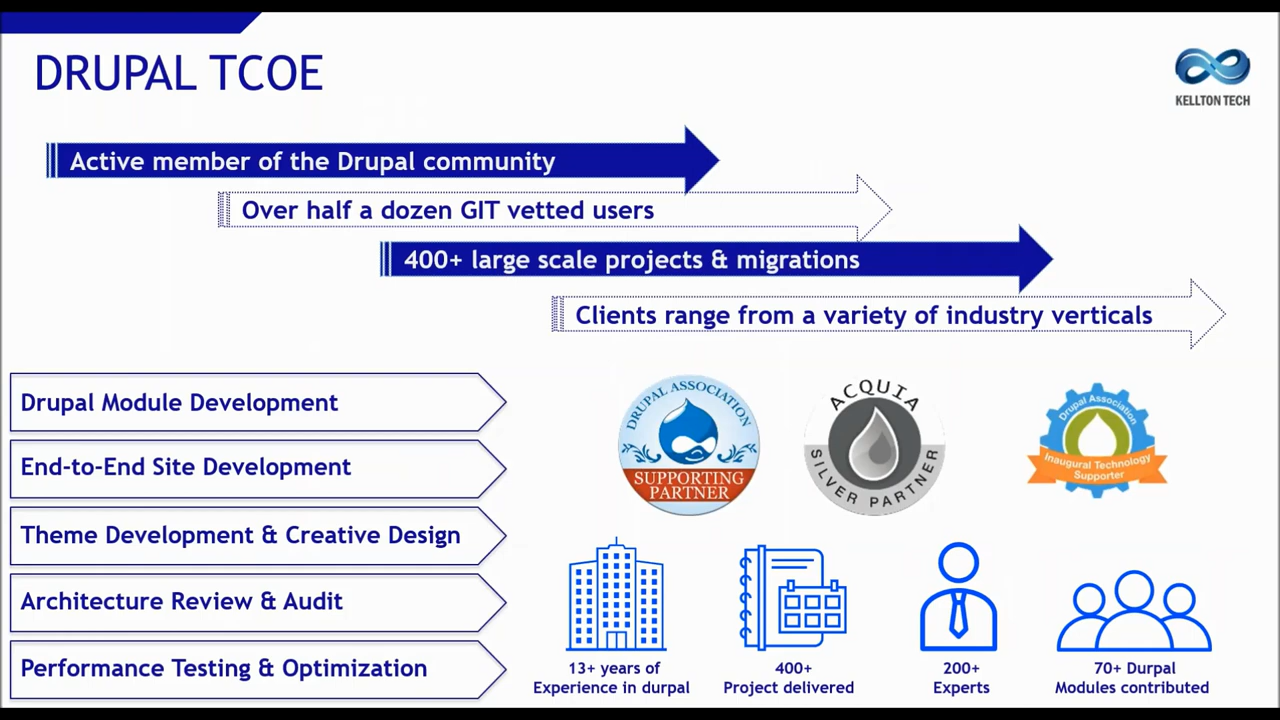 DRUPAL TCOE
KELLTON TECH
Active member of the Drupal community
Over half a dozen GIT vetted users
400+ large scale projects & migrations
Clients range from a variety of industry verticals
Drupal Module Development
End-to-End Site Development
Theme Development & Creative Design
Architecture Review & Audit
Performance Testing & Optimization
DRUPAL ASSOCIATION
SUPPORTING
PARTNER
ACQUIA
SILVER PARTNER
Drupal Association
Inaugural Technology
Supporter
13+ years of
Experience in durpal
400+
Project delivered
200+
Experts
70+ Durpal
Modules contributed